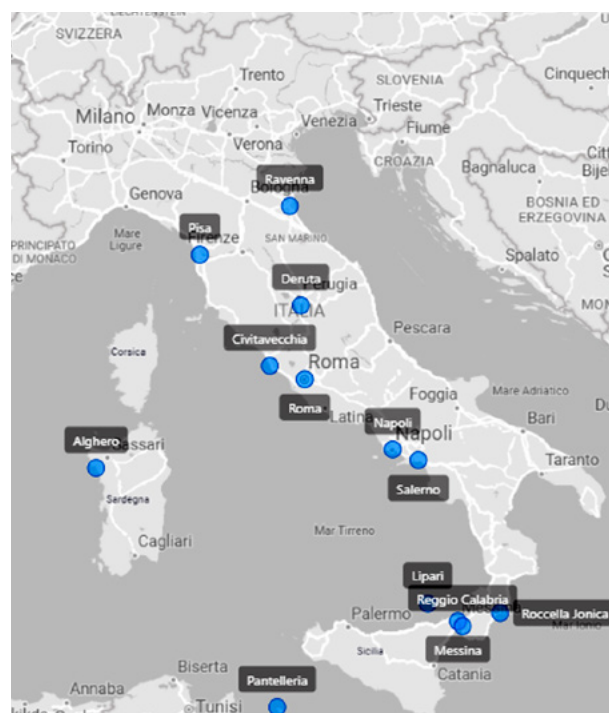 LIECHTENSTEIN
SVIZZERA
Trento
SLOVENIA
Cinquech
Milano
Monza
Vicenza
Trieste
Fiume
Venezia
Verona
Torino
CROAZIA
Bagnaluca
Ravenna
Bologna
Genova
BOSNIA ED
ERZEGOVINA
Mare
Ligure
Pisa
Firenze
SAN MARINO
PRINCIPATO
DI MONACO
Spalato
Deruta
Perugia
ITALIA
Civitavecchia
Pescara
Corsica
Roma
Roma
Latina
Foggia
Mare Adriatico
Napoli
Napoli
Bari
Alghero
Sassari
Taranto
Salerno
Sardegna
Mar Tirreno
Cagliari
Lipari
Reggio Calabria
Palermo
Roccella Jonica
Messina
Sicilia
Catania
Biserta
Pantelleria
Annaba
Tunisi